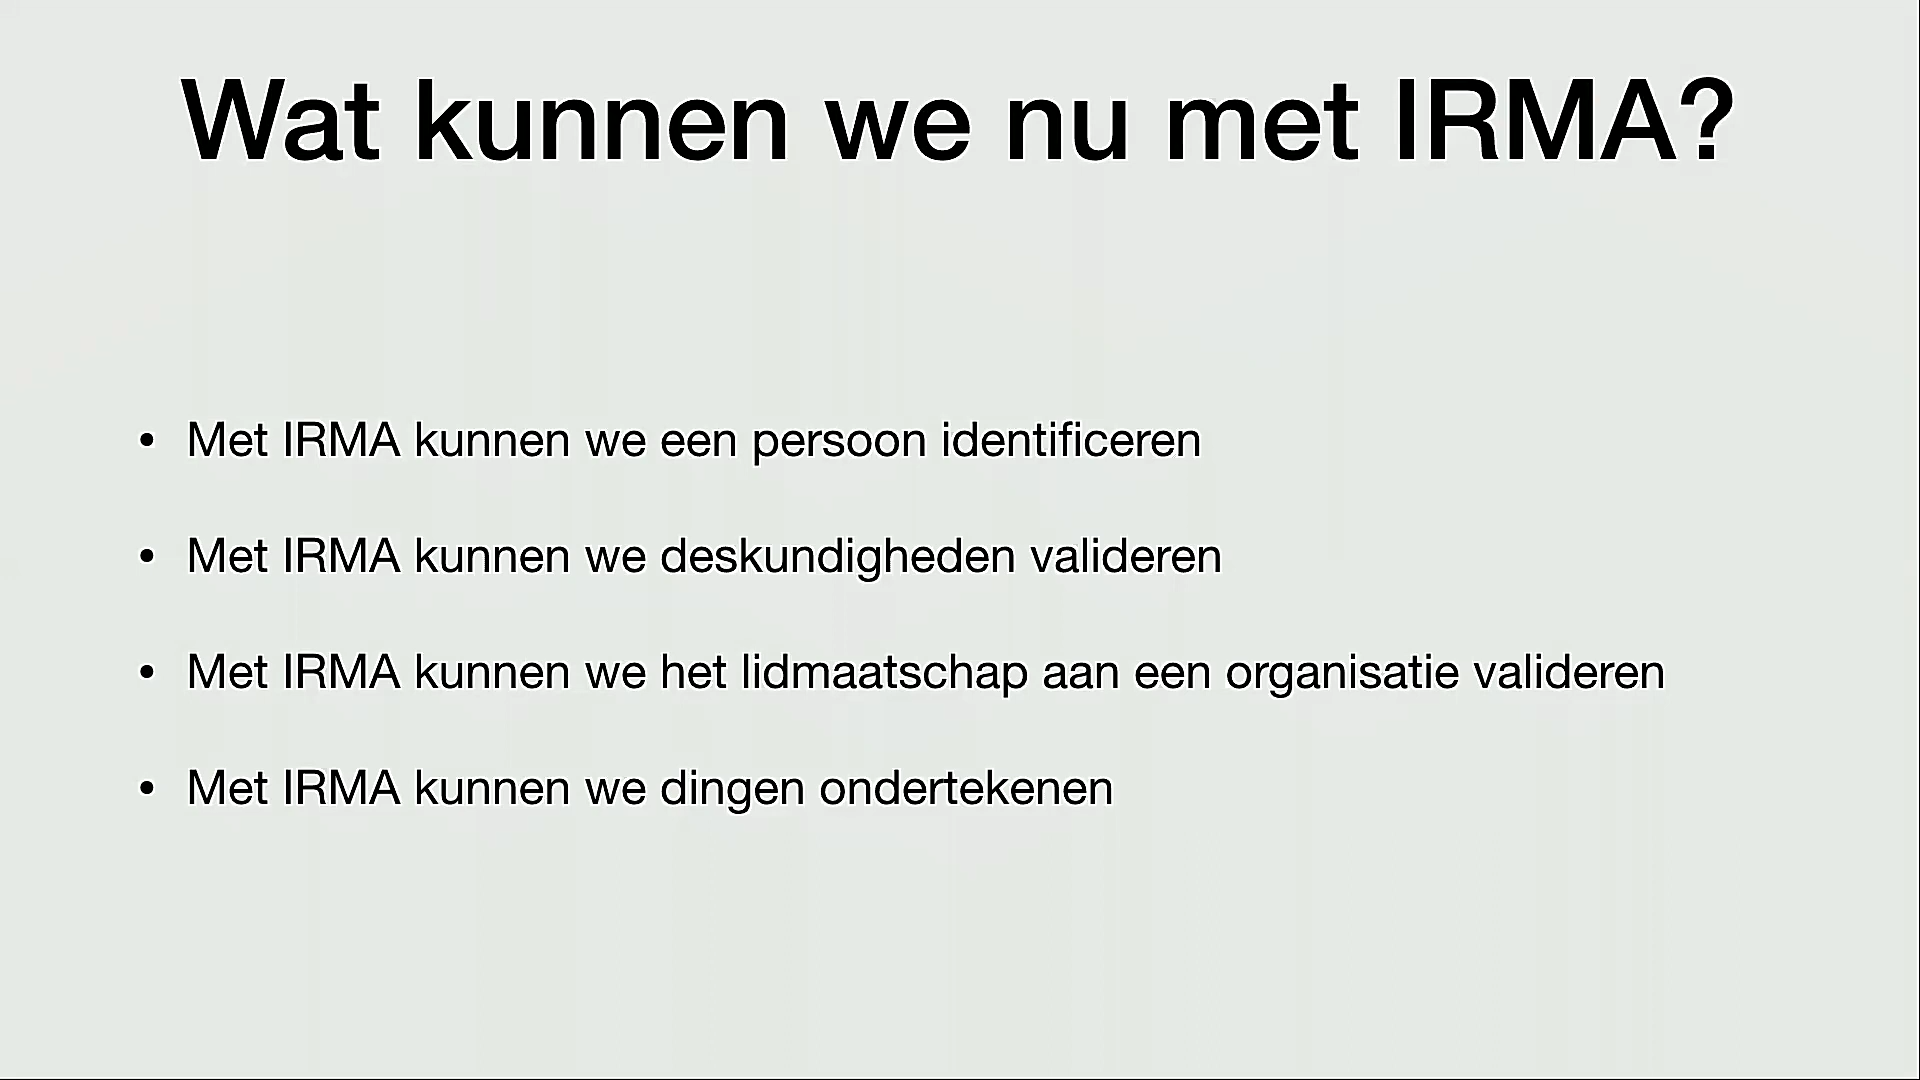 Wat kunnen we nu met IRMA?
• Met IRMA kunnen we een persoon identificeren
• Met IRMA kunnen we deskundigheden valideren
• Met IRMA kunnen we het lidmaatschap aan een organisatie valideren
• Met IRMA kunnen we dingen ondertekenen